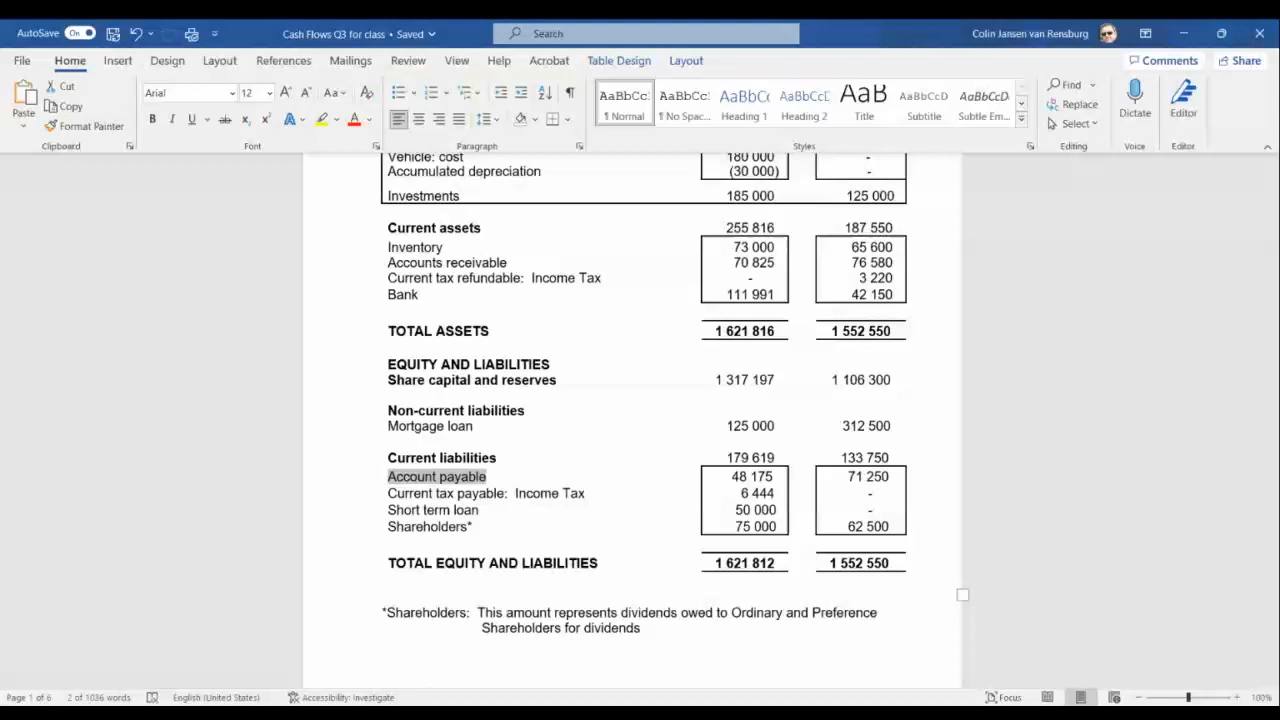 AutoSave On Cash Flows Q3 for class • Saved Search Colin Jansen van Rensburg
File Home Insert Design Layout References Mailings Review View Help Acrobat Table Design Layout Comments Share
Paste Cut Copy Format Painter
Arial 12
AaBbCc: ¶ Normal AaBbCc: ¶ No Spac... AaBbCc Heading 1 AaBbCcD Heading 2 AaB Title AaBbCcD Subtitle AaBbCcD Subtle Em...
Find Replace Select
Dictate Editor
Clipboard Font Paragraph Styles Editing Voice Editor
Vehicle: cost 180 000 -
Accumulated depreciation (30 000) -
Investments 185 000 125 000
Current assets 255 816 187 550
Inventory 73 000 65 600
Accounts receivable 70 825 76 580
Current tax refundable: Income Tax - 3 220
Bank 111 991 42 150
TOTAL ASSETS 1 621 816 1 552 550
EQUITY AND LIABILITIES
Share capital and reserves 1 317 197 1 106 300
Non-current liabilities
Mortgage loan 125 000 312 500
Current liabilities 179 619 133 750
Account payable 48 175 71 250
Current tax payable: Income Tax 6 444 -
Short term loan 50 000 -
Shareholders* 75 000 62 500
TOTAL EQUITY AND LIABILITIES 1 621 812 1 552 550
*Shareholders: This amount represents dividends owed to Ordinary and Preference
Shareholders for dividends
Page 1 of 6 2 of 1036 words English (United States) Accessibility: Investigate Focus 100%